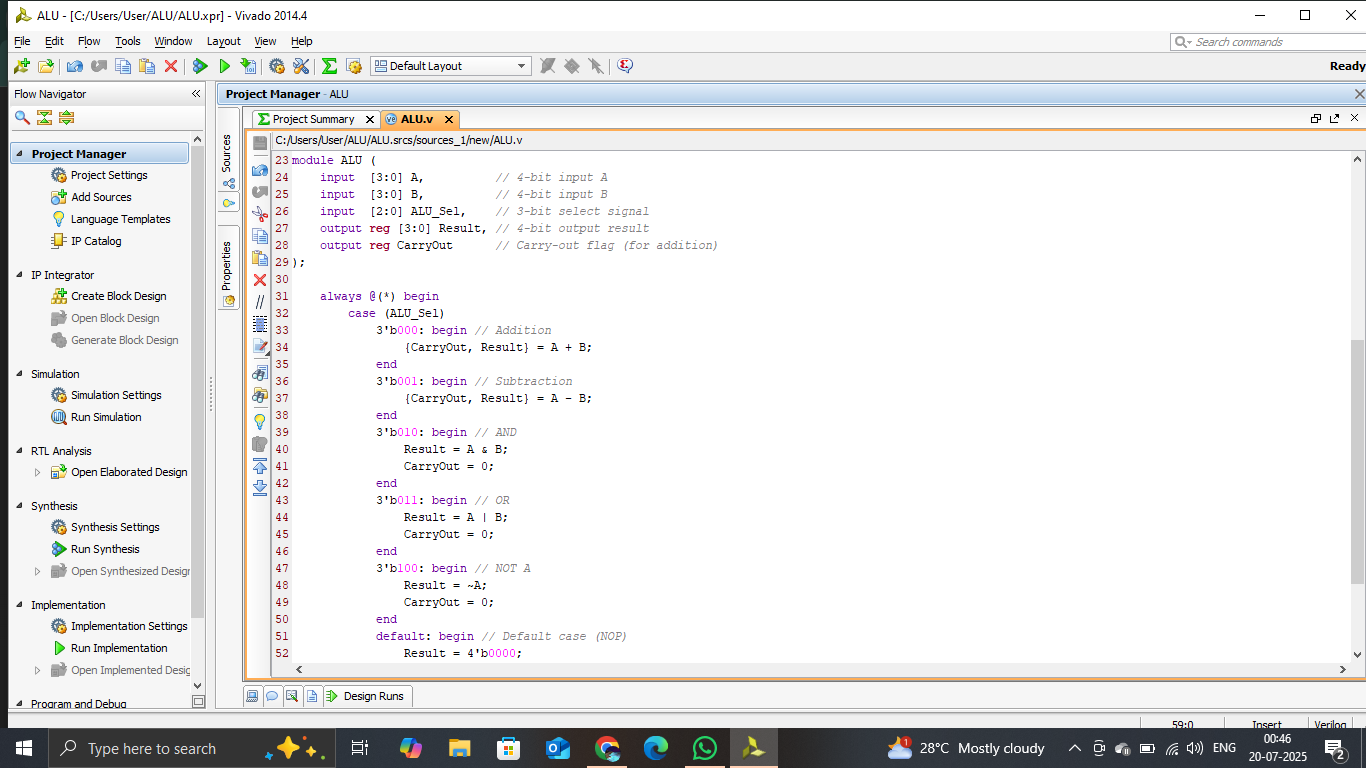 ALU - [C:/Users/User/ALU/ALU.xpr] - Vivado 2014.4
File Edit Flow Tools Window Layout View Help
Search commands
Default Layout
Ready
Flow Navigator
Project Manager
Project Settings
Add Sources
Language Templates
IP Catalog
IP Integrator
Create Block Design
Open Block Design
Generate Block Design
Simulation
Simulation Settings
Run Simulation
RTL Analysis
Open Elaborated Design
Synthesis
Synthesis Settings
Run Synthesis
Open Synthesized Design
Implementation
Implementation Settings
Run Implementation
Open Implemented Desig
Program and Debug
Project Manager - ALU
Sources
Properties
Project Summary
ALU.v
C:/Users/User/ALU/ALU.srcs/sources_1/new/ALU.v
23 module ALU (
24     input  [3:0] A,          // 4-bit input A
25     input  [3:0] B,          // 4-bit input B
26     input  [2:0] ALU_Sel,    // 3-bit select signal
27     output reg [3:0] Result, // 4-bit output result
28     output reg CarryOut      // Carry-out flag (for addition)
29 );
30
31     always @(*) begin
32         case (ALU_Sel)
33             3'b000: begin // Addition
34                 {CarryOut, Result} = A + B;
35             end
36             3'b001: begin // Subtraction
37                 {CarryOut, Result} = A - B;
38             end
39             3'b010: begin // AND
40                 Result = A & B;
41                 CarryOut = 0;
42             end
43             3'b011: begin // OR
44                 Result = A | B;
45                 CarryOut = 0;
46             end
47             3'b100: begin // NOT A
48                 Result = ~A;
49                 CarryOut = 0;
50             end
51             default: begin // Default case (NOP)
52                 Result = 4'b0000;
Design Runs
59:0 Insert Verilog
Type here to search
1
28°C Mostly cloudy
ENG
00:46
20-07-2025
2